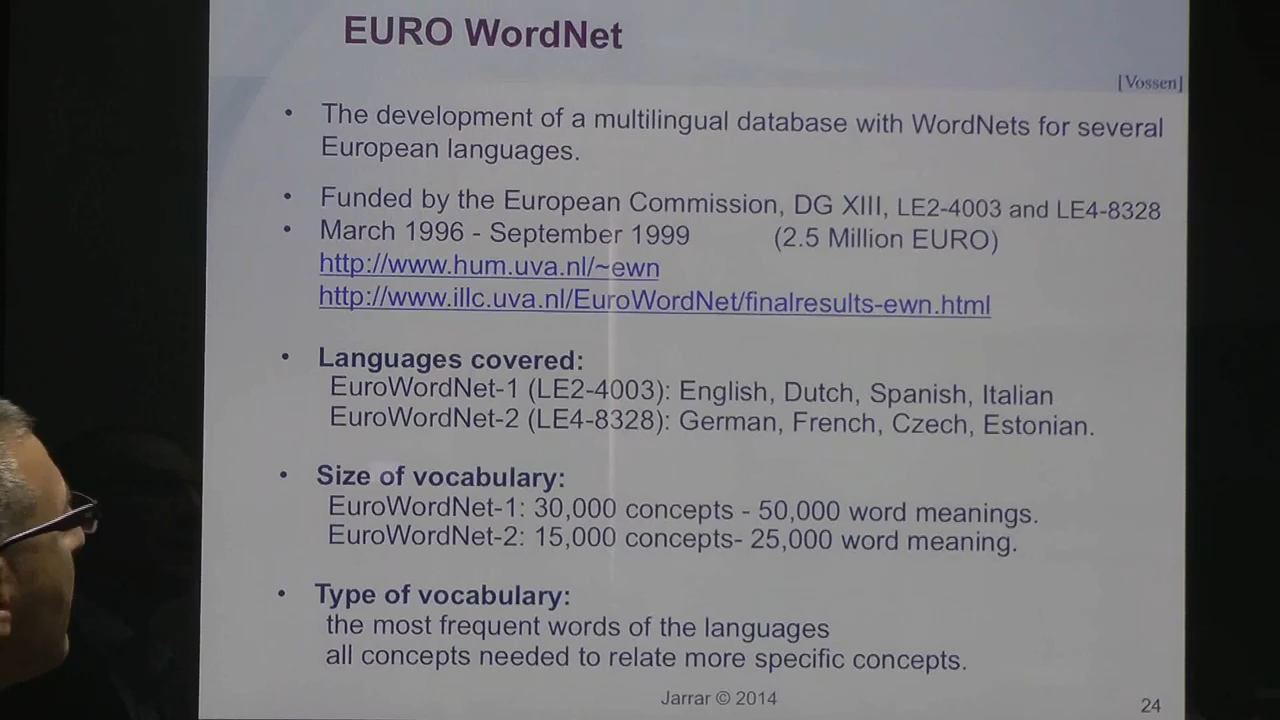 EURO WordNet
[Vossen]
• The development of a multilingual database with WordNets for several
European languages.
• Funded by the European Commission, DG XIII, LE2-4003 and LE4-8328
• March 1996 - September 1999 (2.5 Million EURO)
http://www.hum.uva.nl/~ewn
http://www.illc.uva.nl/EuroWordNet/finalresults-ewn.html
• Languages covered:
EuroWordNet-1 (LE2-4003): English, Dutch, Spanish, Italian
EuroWordNet-2 (LE4-8328): German, French, Czech, Estonian.
• Size of vocabulary:
EuroWordNet-1: 30,000 concepts - 50,000 word meanings.
EuroWordNet-2: 15,000 concepts- 25,000 word meaning.
• Type of vocabulary:
the most frequent words of the languages
all concepts needed to relate more specific concepts.
Jarrar © 2014
24